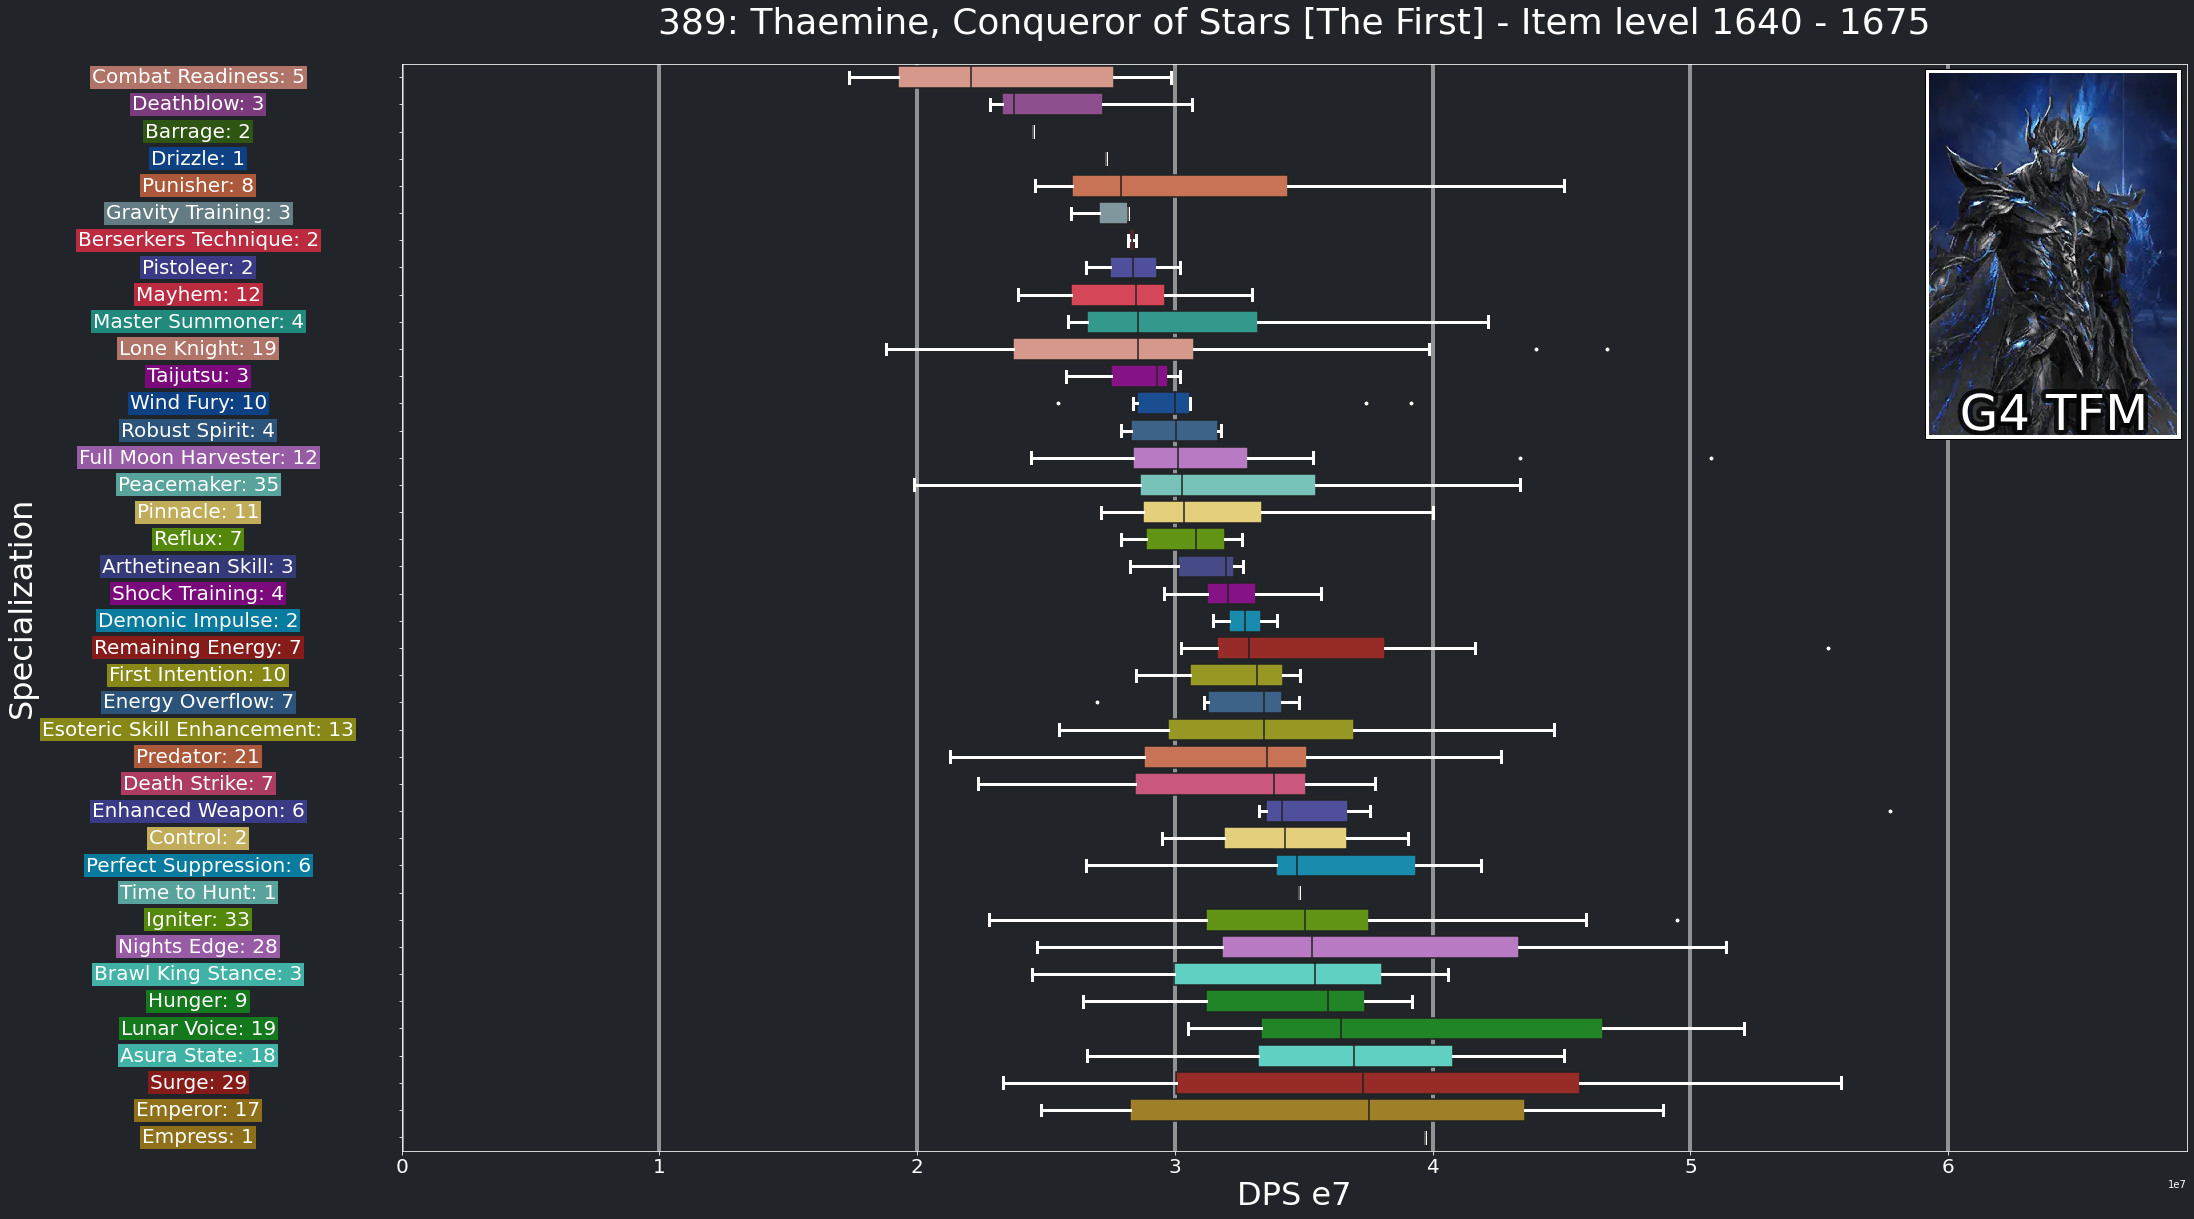 389: Thaemine, Conqueror of Stars [The First] - Item level 1640 - 1675
Combat Readiness: 5
Deathblow: 3
Barrage: 2
Drizzle: 1
Punisher: 8
Gravity Training: 3
Berserkers Technique: 2
Pistoleer: 2
Mayhem: 12
Master Summoner: 4
Lone Knight: 19
Taijutsu: 3
Wind Fury: 10
Robust Spirit: 4
Full Moon Harvester: 12
Peacemaker: 35
Pinnacle: 11
Reflux: 7
Arthetinean Skill: 3
Shock Training: 4
Demonic Impulse: 2
Remaining Energy: 7
First Intention: 10
Energy Overflow: 7
Esoteric Skill Enhancement: 13
Predator: 21
Death Strike: 7
Enhanced Weapon: 6
Control: 2
Perfect Suppression: 6
Time to Hunt: 1
Igniter: 33
Nights Edge: 28
Brawl King Stance: 3
Hunger: 9
Lunar Voice: 19
Asura State: 18
Surge: 29
Emperor: 17
Empress: 1
Specialization
G4 TFM
0 1 2 3 4 5 6
DPS e7
1e7